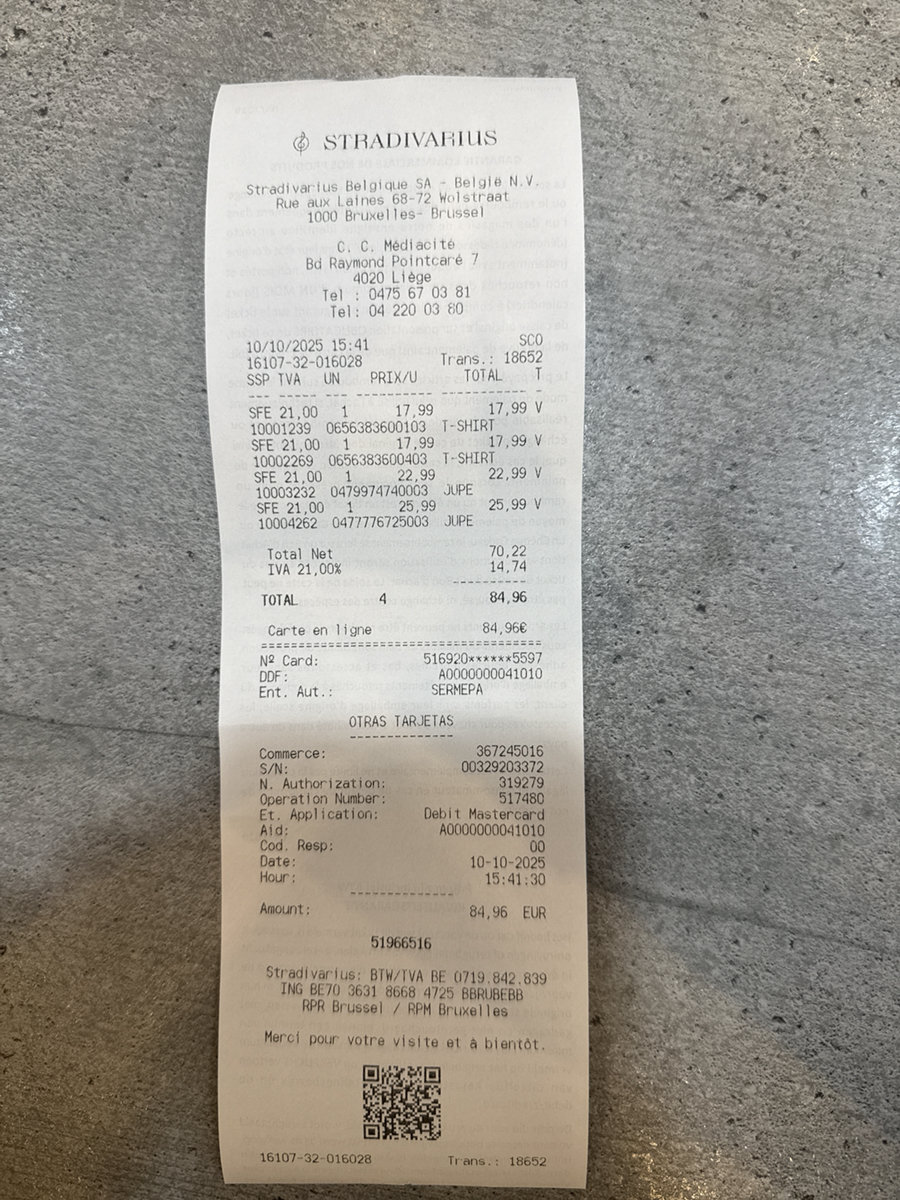 STRADIVARIUS
Stradivarius Belgique SA - België N.V.
Rue aux Laines 68-72 Wolstraat
1000 Bruxelles- Brussel
C. C. Médiacité
Bd Raymond Pointcaré 7
4020 Liège
Tel : 0475 67 03 81
Tel: 04 220 03 80
10/10/2025 15:41 SCO
16107-32-016028 Trans.: 18652
SSP TVA UN PRIX/U TOTAL T
SFE 21,00 1 17,99 17,99 V
10001239 0656383600103 T-SHIRT
SFE 21,00 1 17,99 17,99 V
10002269 0656383600403 T-SHIRT
SFE 21,00 1 22,99 22,99 V
10003232 0479974740003 JUPE
SFE 21,00 1 25,99 25,99 V
10004262 0477776725003 JUPE
Total Net 70,22
IVA 21,00% 14,74
TOTAL 4 84,96
Carte en ligne 84,96€
Nº Card: 516920******5597
DDF: A0000000041010
Ent. Aut.: SERMEPA
OTRAS TARJETAS
Commerce: 367245016
S/N: 00329203372
N. Authorization: 319279
Operation Number: 517480
Et. Application: Debit Mastercard
Aid: A0000000041010
Cod. Resp: 00
Date: 10-10-2025
Hour: 15:41:30
Amount: 84,96 EUR
51966516
Stradivarius: BTW/TVA BE 0719.842.839
ING BE70 3631 8668 4725 BBRUBEBB
RPR Brussel / RPM Bruxelles
Merci pour votre visite et à bientôt.
16107-32-016028 Trans.: 18652